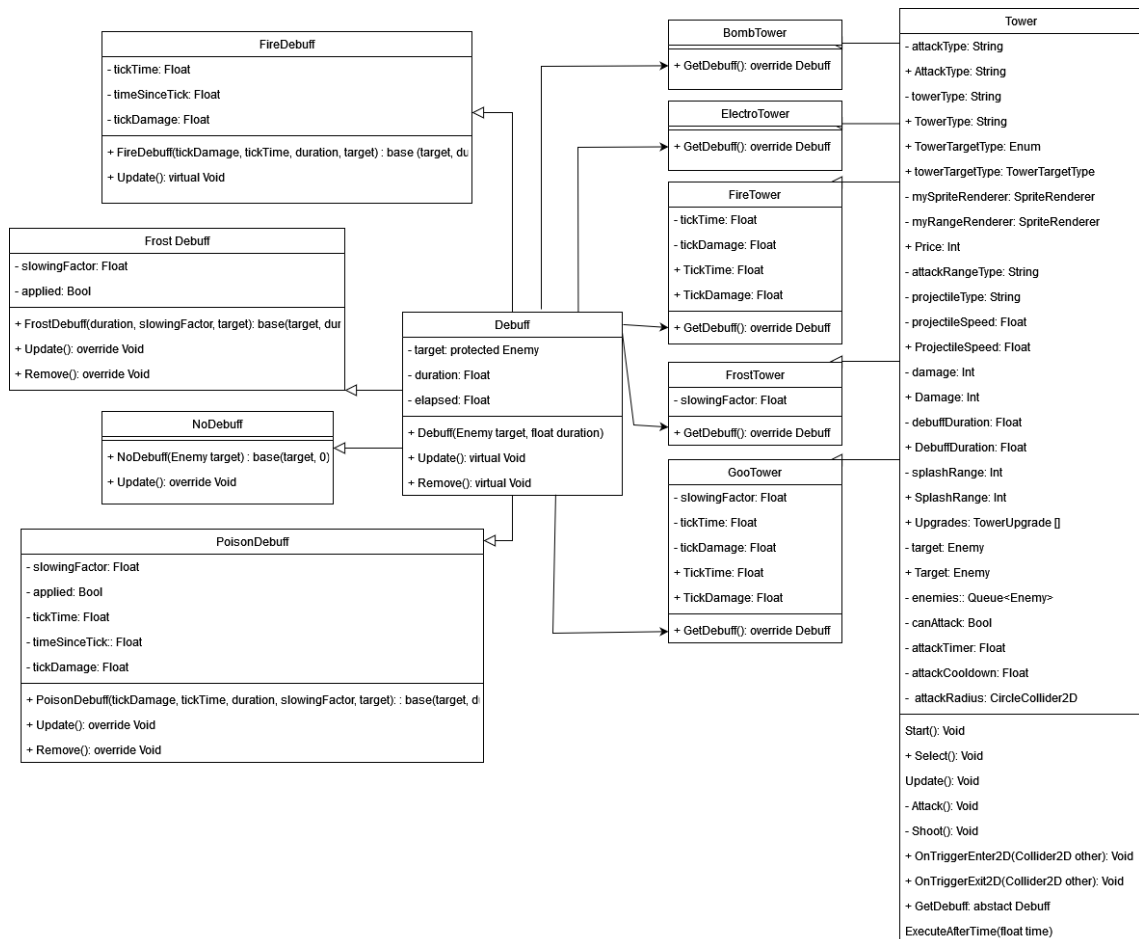 FireDebuff
- tickTime: Float
- timeSinceTick: Float
- tickDamage: Float
+ FireDebuff(tickDamage, tickTime, duration, target) : base (target, du
+ Update(): virtual Void
Frost Debuff
- slowingFactor: Float
- applied: Bool
+ FrostDebuff(duration, slowingFactor, target): base(target, dur
+ Update(): override Void
+ Remove(): override Void
NoDebuff
+ NoDebuff(Enemy target) : base(target, 0)
+ Update(): override Void
PoisonDebuff
- slowingFactor: Float
- applied: Bool
- tickTime: Float
- timeSinceTick:: Float
- tickDamage: Float
+ PoisonDebuff(tickDamage, tickTime, duration, slowingFactor, target): : base(target, d
+ Update(): override Void
+ Remove(): override Void
Debuff
- target: protected Enemy
- duration: Float
- elapsed: Float
+ Debuff(Enemy target, float duration)
+ Update(): virtual Void
+ Remove(): virtual Void
BombTower
+ GetDebuff(): override Debuff
ElectroTower
+ GetDebuff(): override Debuff
FireTower
- tickTime: Float
- tickDamage: Float
+ TickTime: Float
+ TickDamage: Float
+ GetDebuff(): override Debuff
FrostTower
- slowingFactor: Float
+ GetDebuff(): override Debuff
GooTower
- slowingFactor: Float
- tickTime: Float
- tickDamage: Float
+ TickTime: Float
+ TickDamage: Float
+ GetDebuff(): override Debuff
Tower
- attackType: String
+ AttackType: String
- towerType: String
+ TowerType: String
+ TowerTargetType: Enum
+ towerTargetType: TowerTargetType
- mySpriteRenderer: SpriteRenderer
- myRangeRenderer: SpriteRenderer
+ Price: Int
- attackRangeType: String
- projectileType: String
- projectileSpeed: Float
+ ProjectileSpeed: Float
- damage: Int
+ Damage: Int
- debuffDuration: Float
+ DebuffDuration: Float
- splashRange: Int
+ SplashRange: Int
+ Upgrades: TowerUpgrade []
- target: Enemy
+ Target: Enemy
- enemies:: Queue<Enemy>
- canAttack: Bool
- attackTimer: Float
- attackCooldown: Float
- attackRadius: CircleCollider2D
Start(): Void
+ Select(): Void
Update(): Void
- Attack(): Void
- Shoot(): Void
+ OnTriggerEnter2D(Collider2D other): Void
+ OnTriggerExit2D(Collider2D other): Void
+ GetDebuff: abstact Debuff
ExecuteAfterTime(float time)